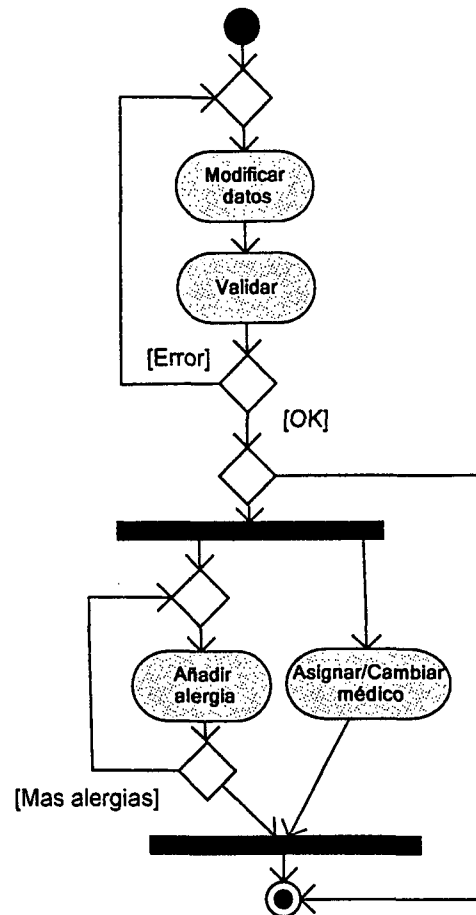 Modificar
datos
Validar
[Error]
[OK]
Añadir
alergia
Asignar/Cambiar
médico
[Mas alergias]